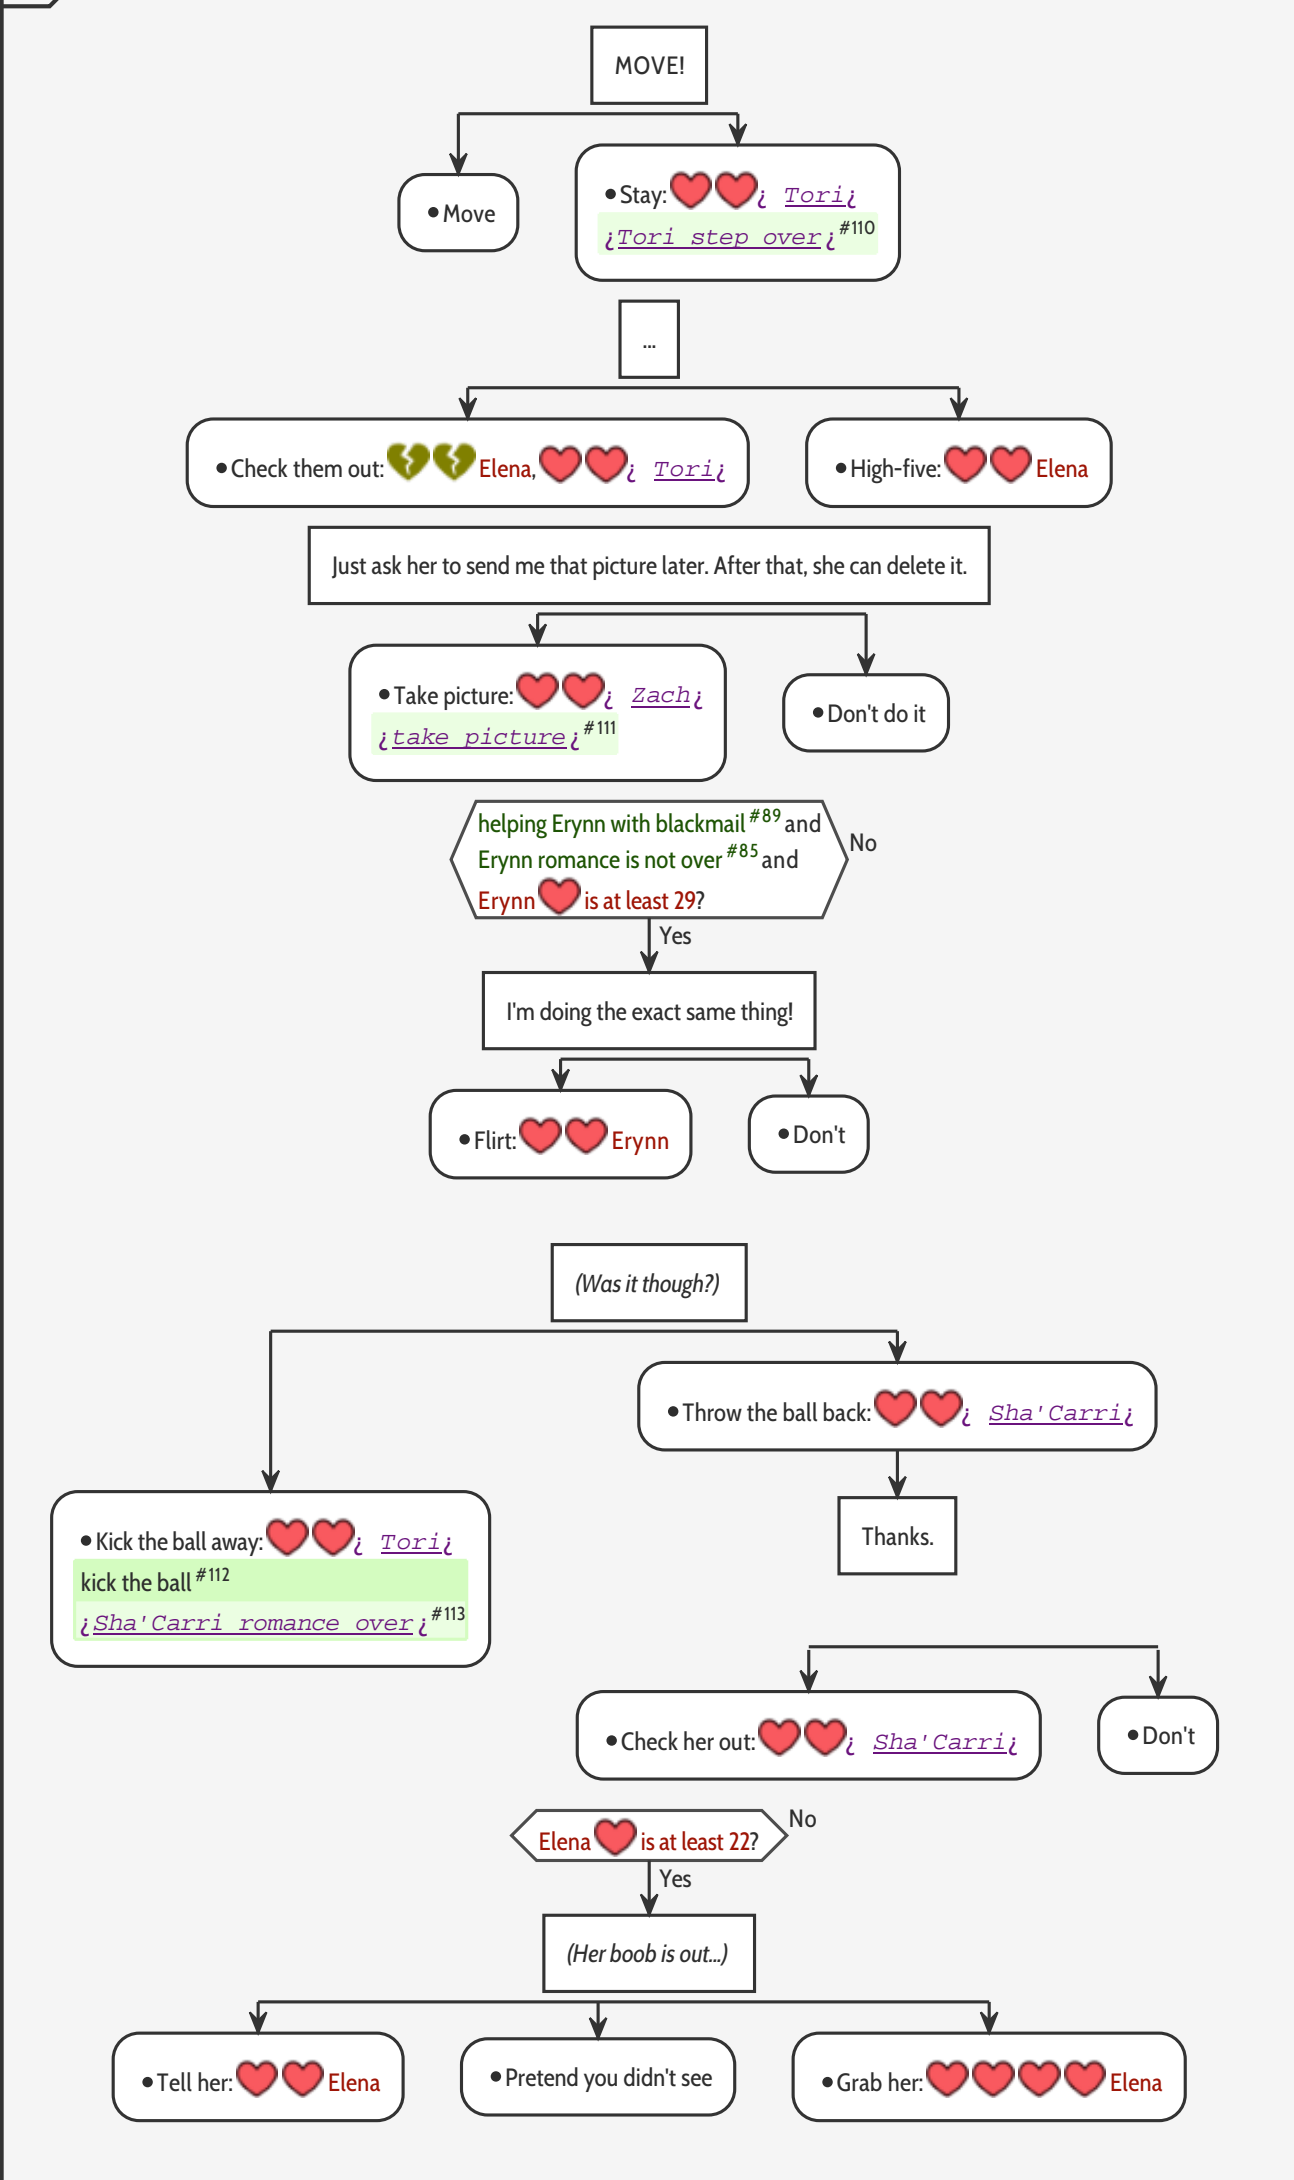 MOVE!
•Move
•Stay: ¿ Tori¿
¿Tori step over¿#110
...
•Check them out: Elena, ¿ Tori¿
•High-five: Elena
Just ask her to send me that picture later. After that, she can delete it.
•Take picture: ¿ Zach¿
¿take picture¿#111
•Don't do it
helping Erynn with blackmail #89 and
Erynn romance is not over #85 and
Erynn is at least 29?
No
Yes
I'm doing the exact same thing!
•Flirt: Erynn
•Don't
(Was it though?)
•Throw the ball back: ¿ Sha'Carri¿
•Kick the ball away: ¿ Tori¿
kick the ball #112
¿Sha'Carri romance over¿#113
Thanks.
•Check her out: ¿ Sha'Carri¿
•Don't
Elena is at least 22?
No
Yes
(Her boob is out...)
•Tell her: Elena
•Pretend you didn't see
•Grab her: Elena